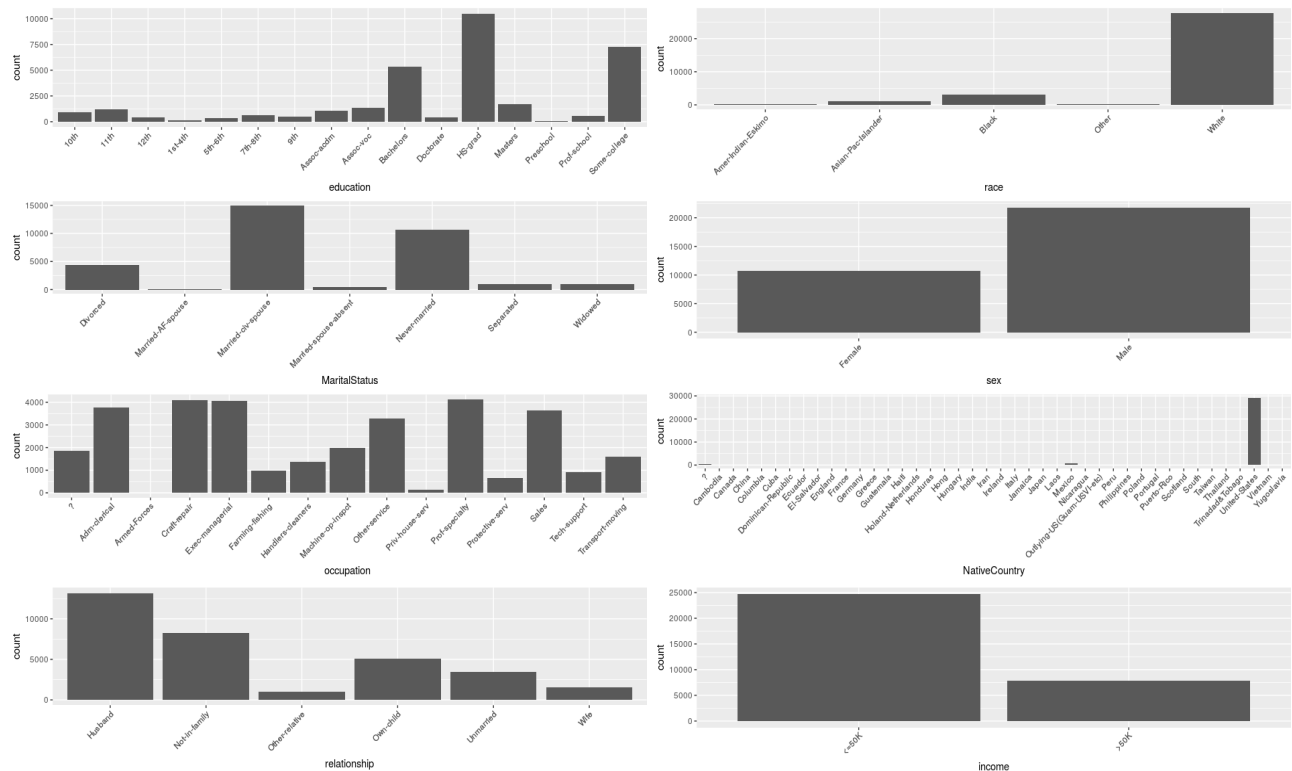 count
10000
7500
5000
2500
0
10th
11th
12th
1st-4th
5th-6th
7th-8th
9th
Assoc-acdm
Assoc-voc
Bachelors
Doctorate
HS-grad
Masters
Preschool
Prof-school
Some-college
education
count
20000
10000
0
Amer-Indian-Eskimo
Asian-Pac-Islander
Black
Other
White
race
count
15000
10000
5000
0
Divorced
Married-AF-spouse
Married-civ-spouse
Married-spouse-absent
Never-married
Separated
Widowed
MaritalStatus
count
20000
15000
10000
5000
0
Female
Male
sex
count
4000
3000
2000
1000
0
?
Adm-clerical
Armed-Forces
Craft-repair
Exec-managerial
Farming-fishing
Handlers-cleaners
Machine-op-inspct
Other-service
Priv-house-serv
Prof-specialty
Protective-serv
Sales
Tech-support
Transport-moving
occupation
count
30000
20000
10000
0
?
Cambodia
Canada
China
Columbia
Cuba
Dominican-Republic
Ecuador
El-Salvador
England
France
Germany
Greece
Guatemala
Haiti
Holand-Netherlands
Honduras
Hong
Hungary
India
Iran
Ireland
Italy
Jamaica
Japan
Laos
Mexico
Nicaragua
Outlying-US(Guam-USVI-etc)
Peru
Philippines
Poland
Portugal
Puerto-Rico
Scotland
South
Taiwan
Thailand
Trinadad&Tobago
United-States
Vietnam
Yugoslavia
NativeCountry
count
10000
5000
0
Husband
Not-in-family
Other-relative
Own-child
Unmarried
Wife
relationship
count
25000
20000
15000
10000
5000
0
<=50K
>50K
income